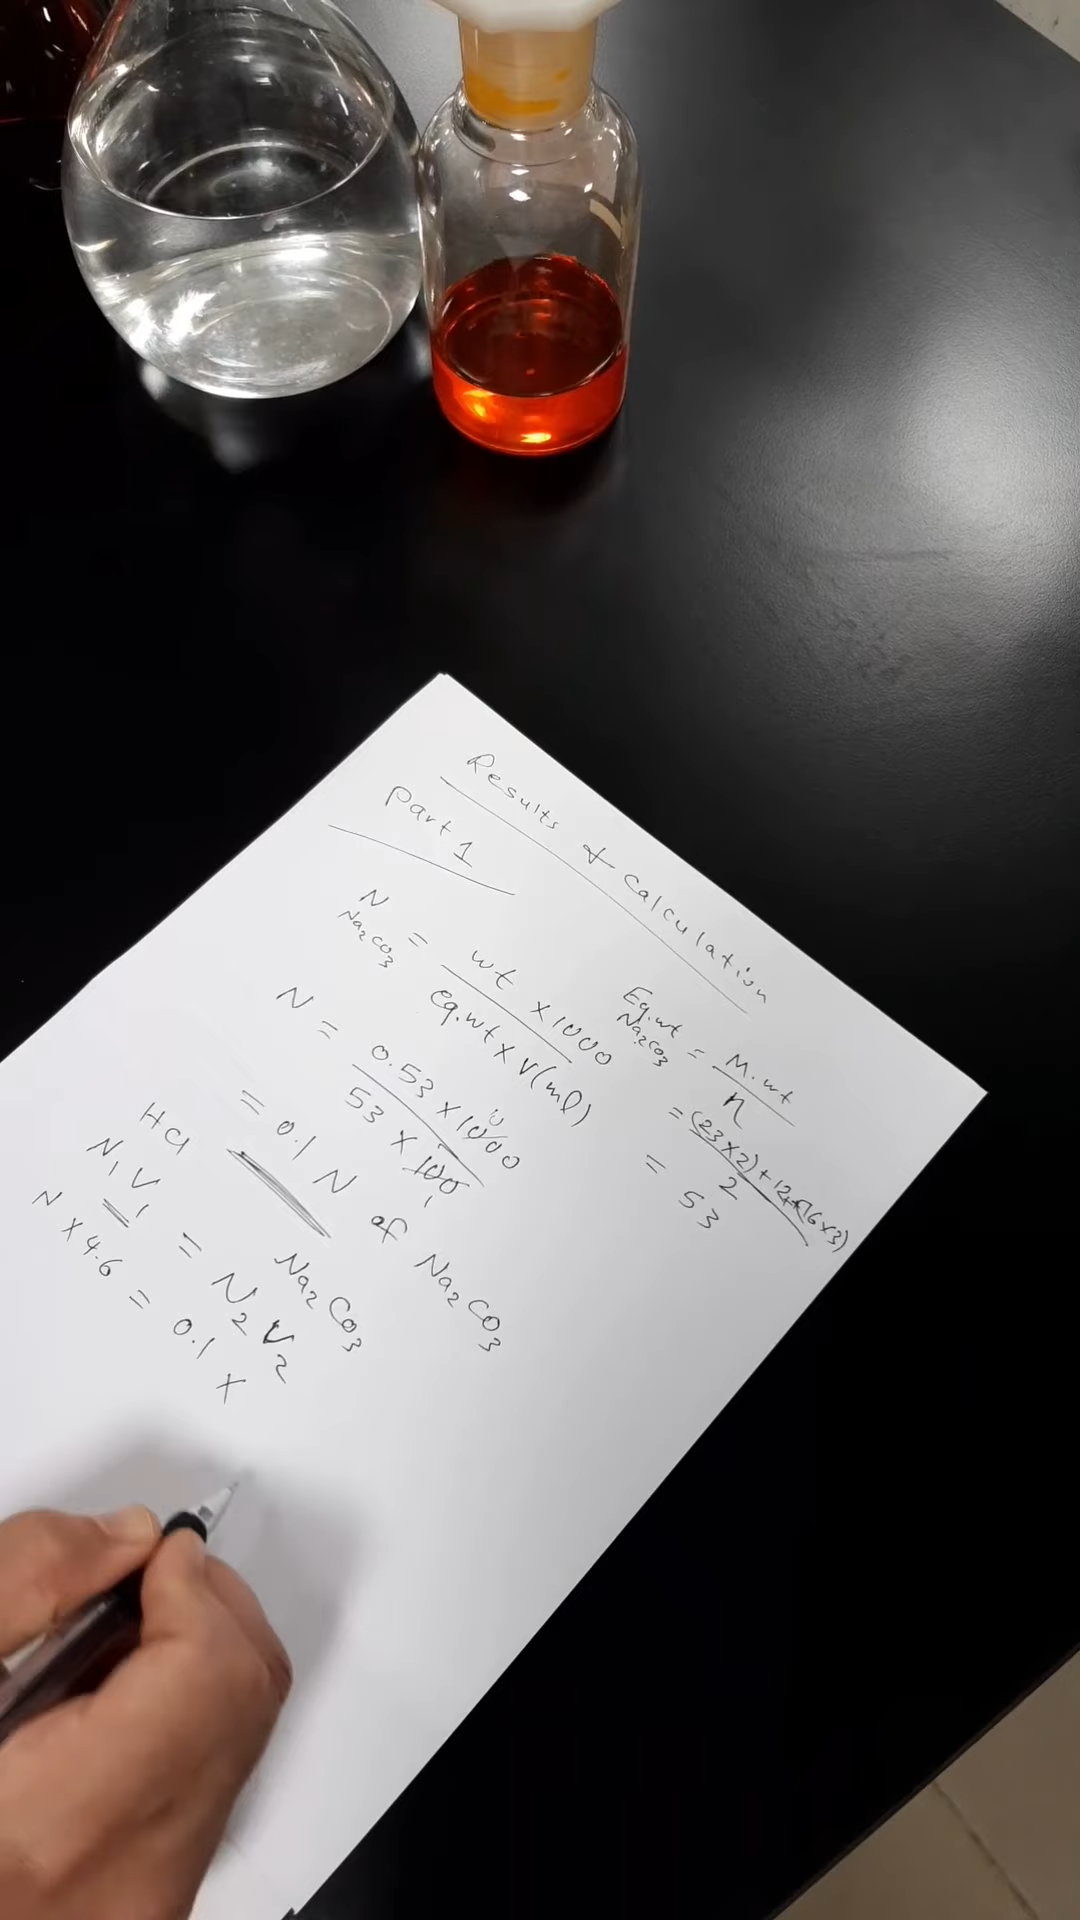 Results & Calculation
Part 1
N Na2CO3 = wt × 1000 / eq.wt × V(ml)
Eq.wt Na2CO3 = M.wt / n
= (23×2)+12+(16×3) / 2
= 53
N = 0.53 × 1000 10 / 53 × 100 1
= 0.1 N of Na2CO3
HCl Na2CO3
N1V1 = N2V2
N × 4.6 = 0.1 ×